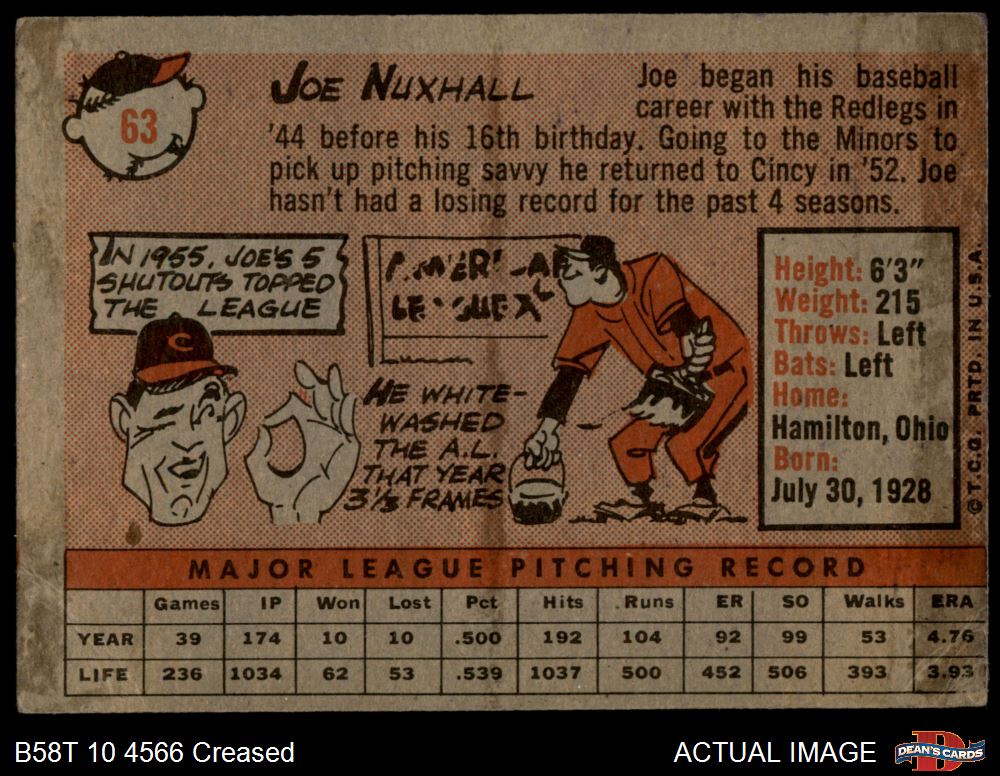 63
JOE NUXHALL
Joe began his baseball
career with the Redlegs in
'44 before his 16th birthday. Going to the Minors to
pick up pitching savvy he returned to Cincy in '52. Joe
hasn't had a losing record for the past 4 seasons.
IN 1955, JOE'S 5
SHUTOUTS TOPPED
THE LEAGUE
C
HE WHITE-
WASHED
THE A.L.
THAT YEAR
3⅓ FRAMES
Height: 6'3"
Weight: 215
Throws: Left
Bats: Left
Home:
Hamilton, Ohio
Born:
July 30, 1928
© T.C.G. PRTD. IN U.S.A.
MAJOR LEAGUE PITCHING RECORD
Games IP Won Lost Pct Hits Runs ER SO Walks ERA
YEAR 39 174 10 10 .500 192 104 92 99 53 4.76
LIFE 236 1034 62 53 .539 1037 500 452 506 393 3.93
B58T 10 4566 Creased
ACTUAL IMAGE
DEAN'S CARDS